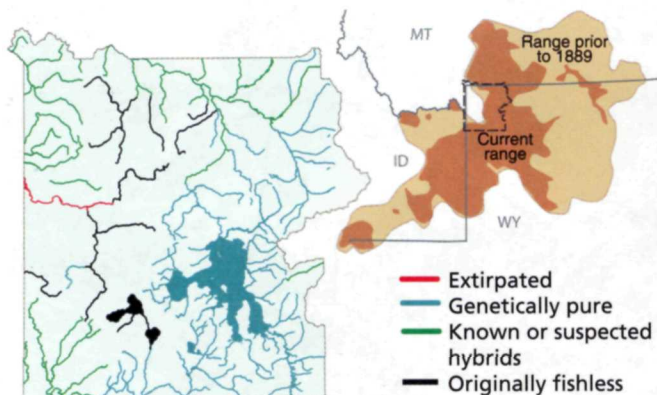 MT
Range prior
to 1889
Current
range
ID
WY
Extirpated
Genetically pure
Known or suspected
hybrids
Originally fishless